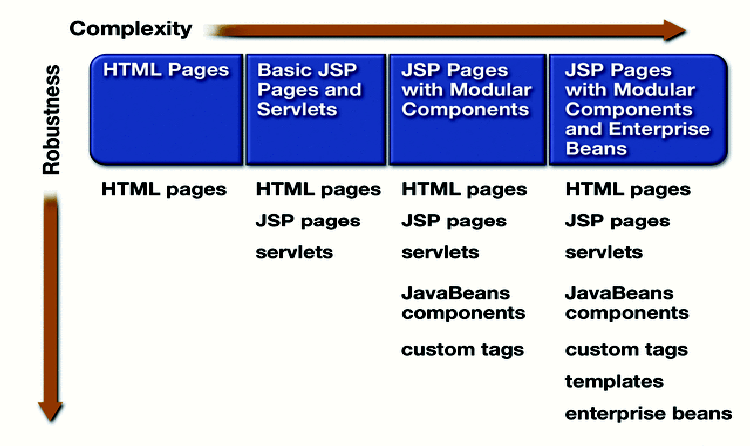 Complexity
Robustness
HTML Pages
Basic JSP
Pages and
Servlets
JSP Pages
with Modular
Components
JSP Pages
with Modular
Components
and Enterprise
Beans
HTML pages
HTML pages
JSP pages
servlets
HTML pages
JSP pages
servlets
JavaBeans
components
custom tags
HTML pages
JSP pages
servlets
JavaBeans
components
custom tags
templates
enterprise beans